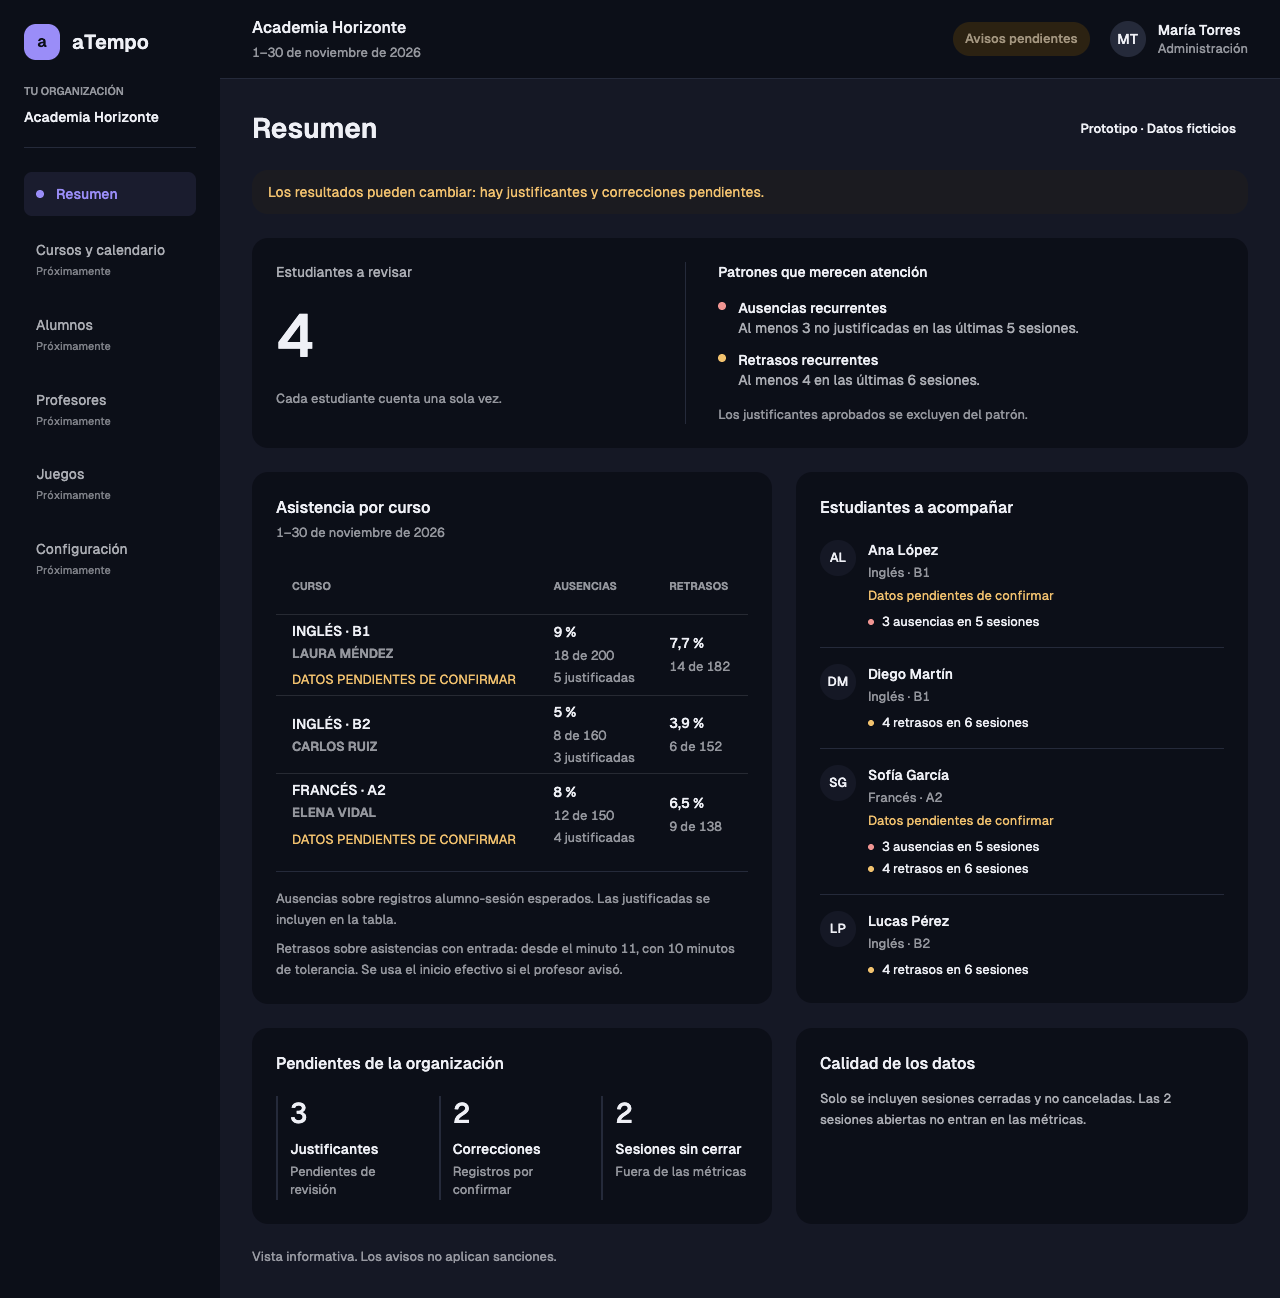 a
aTempo
TU ORGANIZACIÓN
Academia Horizonte
Resumen
Cursos y calendario
Próximamente
Alumnos
Próximamente
Profesores
Próximamente
Juegos
Próximamente
Configuración
Próximamente
Academia Horizonte
1–30 de noviembre de 2026
Avisos pendientes
MT
María Torres
Administración
Resumen
Prototipo · Datos ficticios
Los resultados pueden cambiar: hay justificantes y correcciones pendientes.
Estudiantes a revisar
4
Cada estudiante cuenta una sola vez.
Patrones que merecen atención
Ausencias recurrentes
Al menos 3 no justificadas en las últimas 5 sesiones.
Retrasos recurrentes
Al menos 4 en las últimas 6 sesiones.
Los justificantes aprobados se excluyen del patrón.
Asistencia por curso
1–30 de noviembre de 2026
CURSO AUSENCIAS RETRASOS
INGLÉS · B1
LAURA MÉNDEZ
DATOS PENDIENTES DE CONFIRMAR
9 %
18 de 200
5 justificadas
7,7 %
14 de 182
INGLÉS · B2
CARLOS RUIZ
5 %
8 de 160
3 justificadas
3,9 %
6 de 152
FRANCÉS · A2
ELENA VIDAL
DATOS PENDIENTES DE CONFIRMAR
8 %
12 de 150
4 justificadas
6,5 %
9 de 138
Ausencias sobre registros alumno-sesión esperados. Las justificadas se
incluyen en la tabla.
Retrasos sobre asistencias con entrada: desde el minuto 11, con 10 minutos
de tolerancia. Se usa el inicio efectivo si el profesor avisó.
Estudiantes a acompañar
AL
Ana López
Inglés · B1
Datos pendientes de confirmar
3 ausencias en 5 sesiones
DM
Diego Martín
Inglés · B1
4 retrasos en 6 sesiones
SG
Sofía García
Francés · A2
Datos pendientes de confirmar
3 ausencias en 5 sesiones
4 retrasos en 6 sesiones
LP
Lucas Pérez
Inglés · B2
4 retrasos en 6 sesiones
Pendientes de la organización
3
Justificantes
Pendientes de
revisión
2
Correcciones
Registros por
confirmar
2
Sesiones sin cerrar
Fuera de las métricas
Calidad de los datos
Solo se incluyen sesiones cerradas y no canceladas. Las 2
sesiones abiertas no entran en las métricas.
Vista informativa. Los avisos no aplican sanciones.